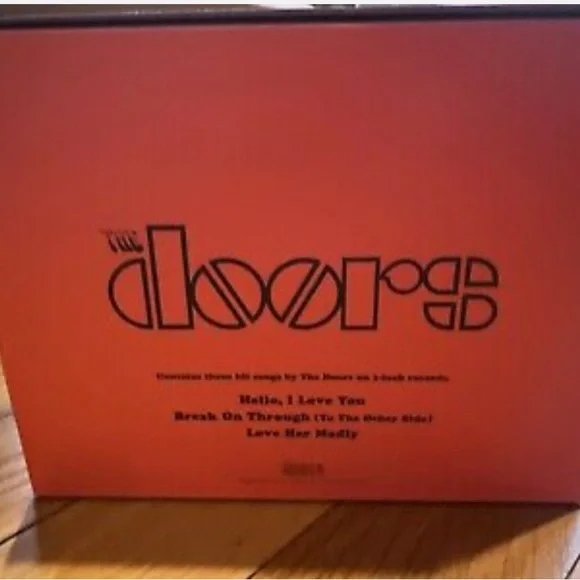 THE
doors
Contains three hit songs by The Doors on 3-inch records.
Hello, I Love You
Break On Through (To The Other Side)
Love Her Madly